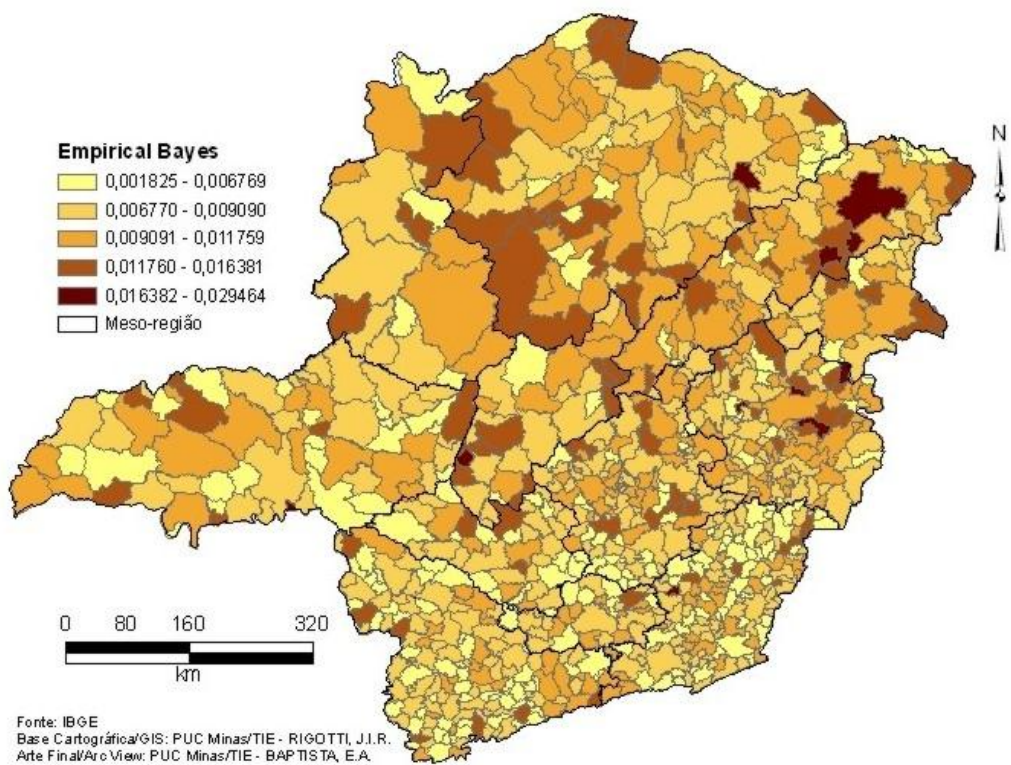 Empirical Bayes
0,001825 - 0,006769
0,006770 - 0,009090
0,009091 - 0,011759
0,011760 - 0,016381
0,016382 - 0,029464
Meso-região
N
0 80 160 320
km
Fonte: IBGE
Base Cartográfica/GIS: PUC Minas/TIE - RIGOTTI, J.I.R.
Arte Final/Arc View: PUC Minas/TIE - BAPTISTA, E.A.